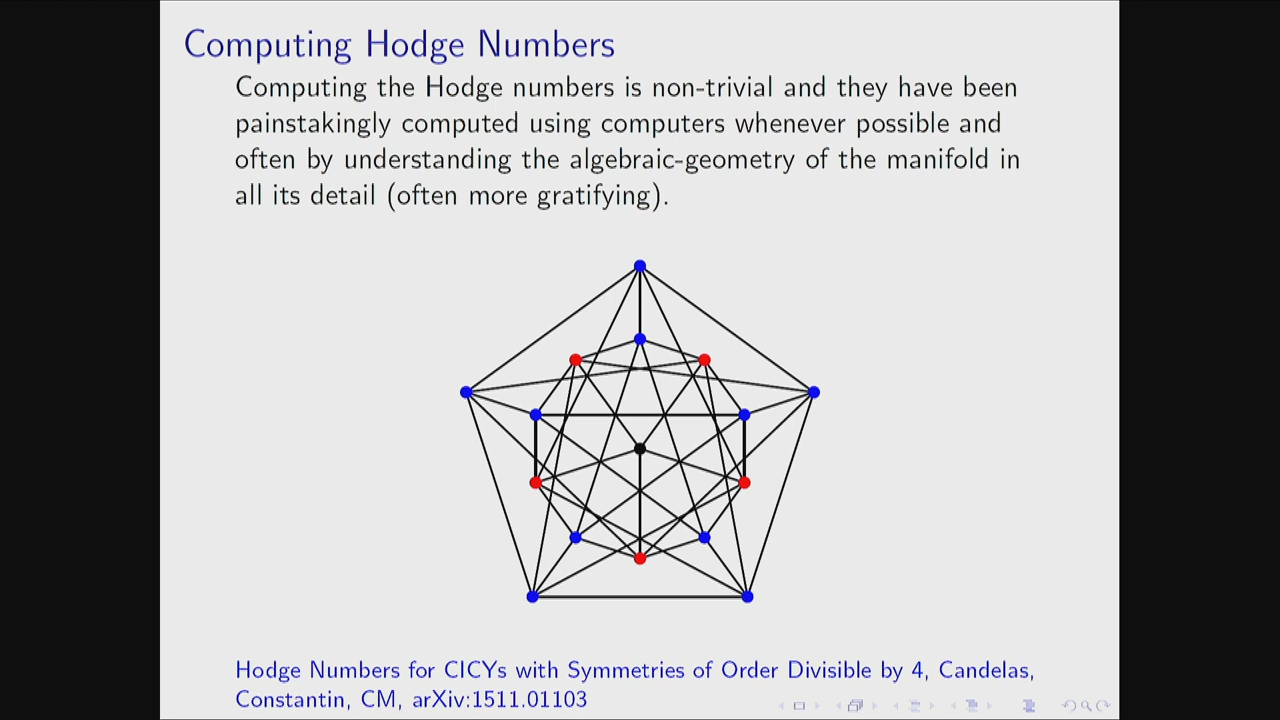 Computing Hodge Numbers
Computing the Hodge numbers is non-trivial and they have been
painstakingly computed using computers whenever possible and
often by understanding the algebraic-geometry of the manifold in
all its detail (often more gratifying).
Hodge Numbers for CICYs with Symmetries of Order Divisible by 4, Candelas,
Constantin, CM, arXiv:1511.01103